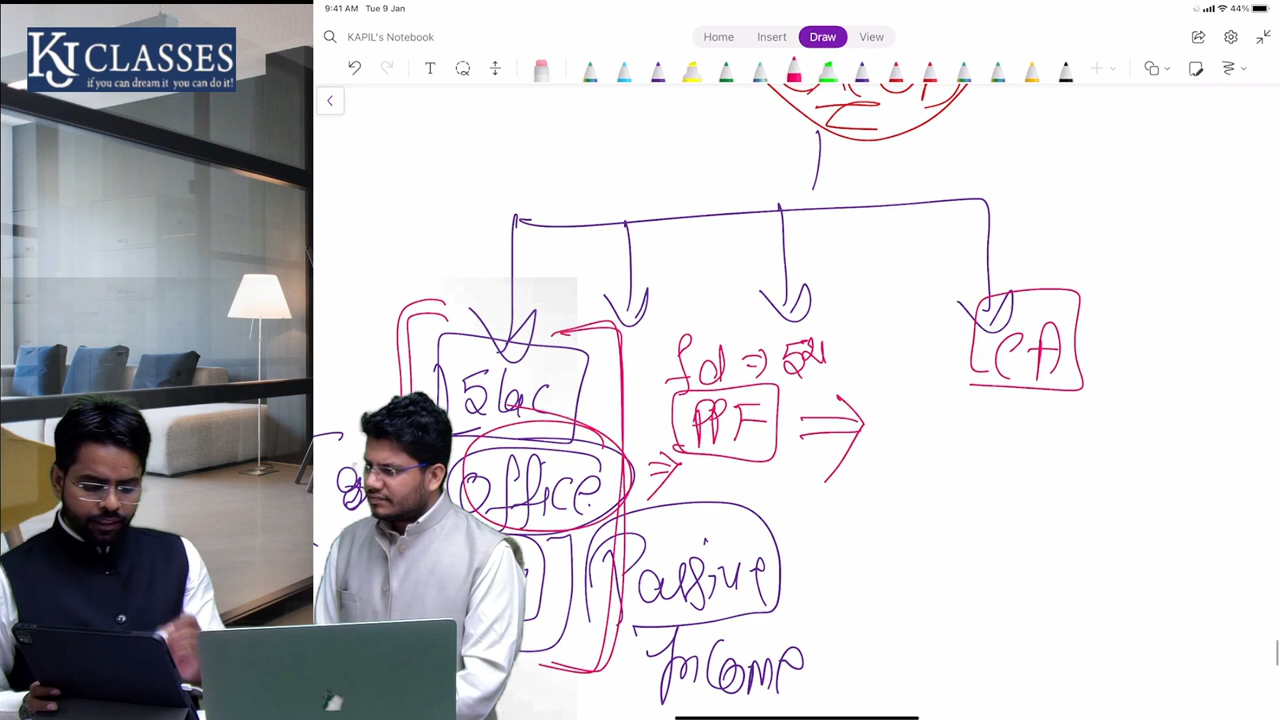 KJ CLASSES
if you can dream it you can do it!
9:41 AM Tue 9 Jan
44%
KAPIL's Notebook
Home Insert Draw View
T
CA
fd => 5
5 lac
PPF
office
Passive
Income